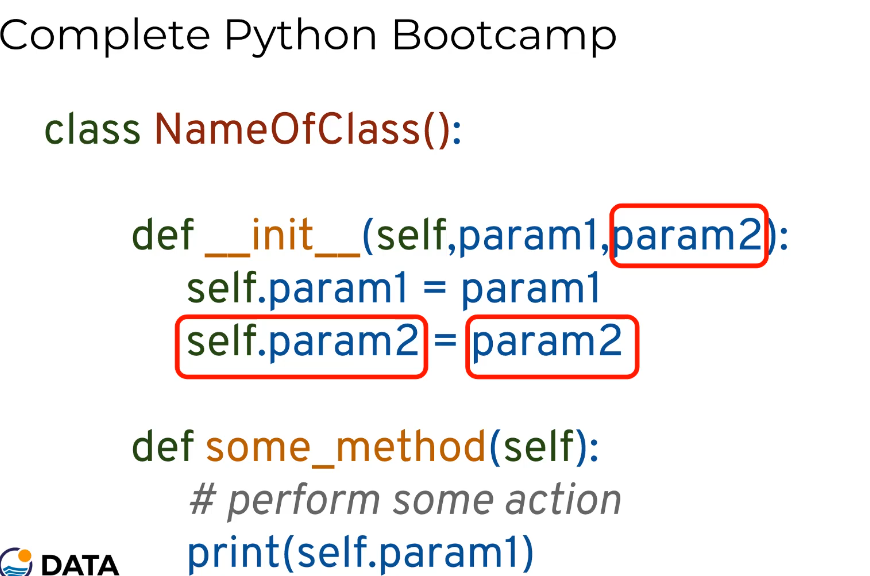 Complete Python Bootcamp
class NameOfClass():
def __init__(self,param1,param2):
self.param1 = param1
self.param2 = param2
def some_method(self):
# perform some action
print(self.param1)
DATA